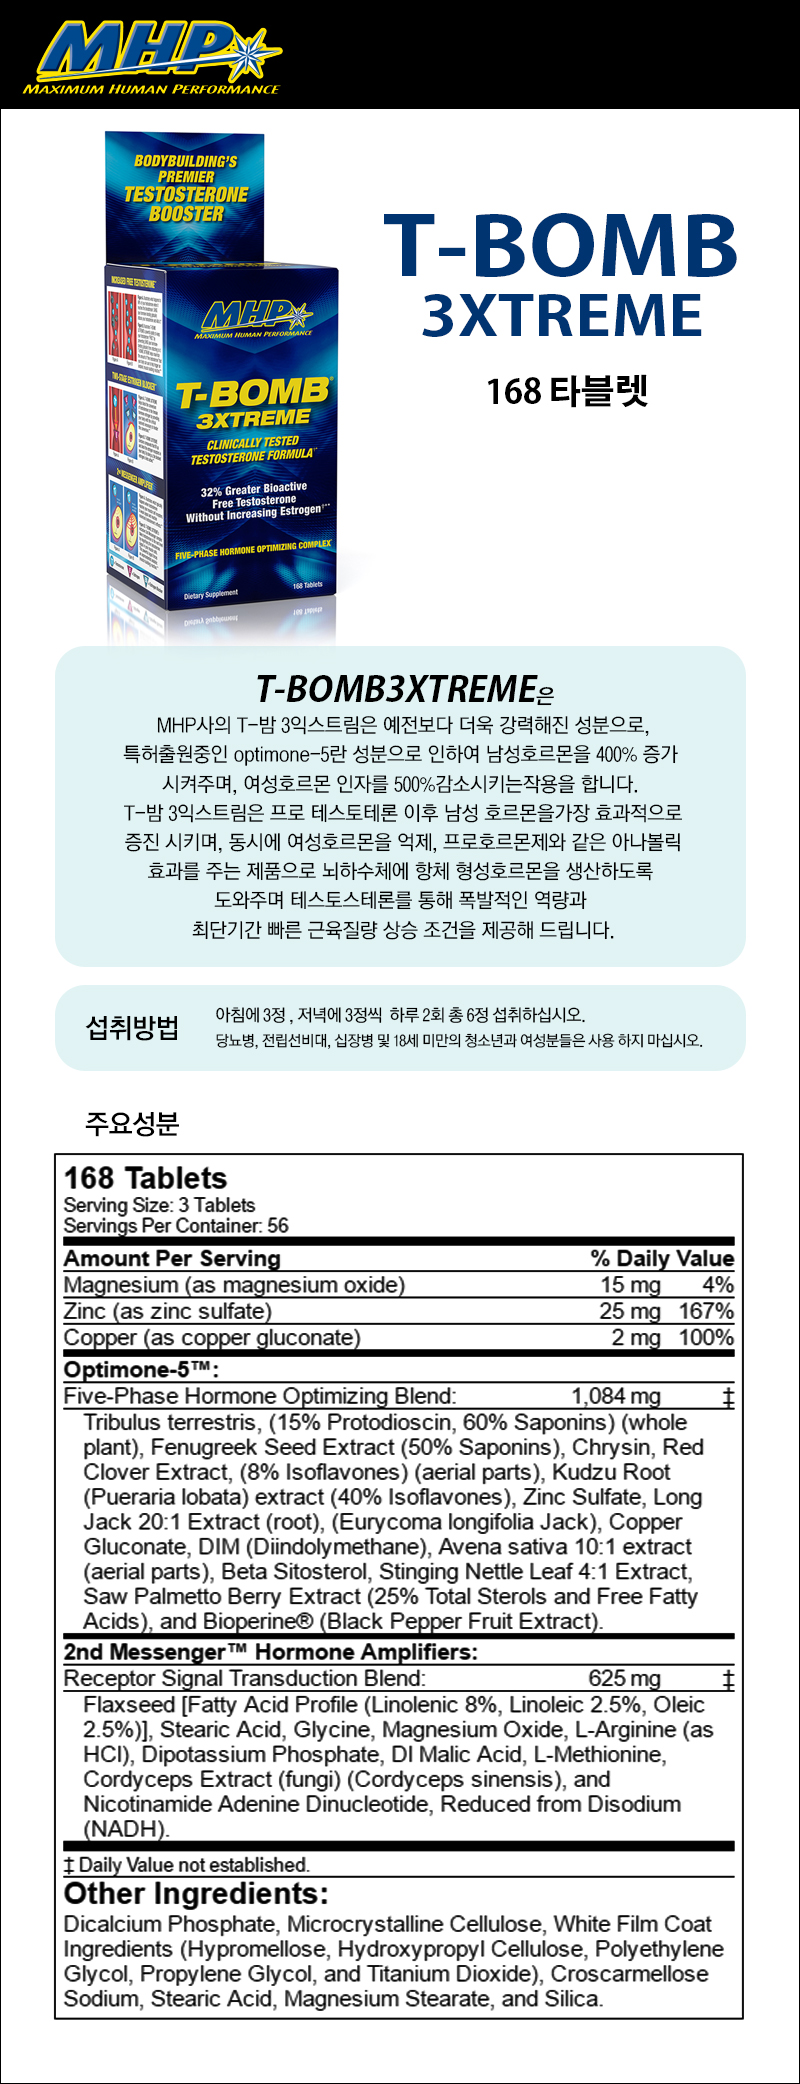 MHP
MAXIMUM HUMAN PERFORMANCE
BODYBUILDING'S
PREMIER
TESTOSTERONE
BOOSTER
INCREASED FREE TESTOSTERONE
TWO-STAGE ESTROGEN BLOCKER
2ND MESSENGER AMPLIFIER
MHP
MAXIMUM HUMAN PERFORMANCE
T-BOMB®
3XTREME
CLINICALLY TESTED
TESTOSTERONE FORMULA
32% Greater Bioactive
Free Testosterone
Without Increasing Estrogen
FIVE-PHASE HORMONE OPTIMIZING COMPLEX
Dietary Supplement
168 Tablets
T-BOMB
3XTREME
168 타블렛
T-BOMB3XTREME은
MHP사의 T-밤 3익스트림은 예전보다 더욱 강력해진 성분으로,
특허출원중인 optimone-5란 성분으로 인하여 남성호르몬을 400% 증가
시켜주며, 여성호르몬 인자를 500%감소시키는작용을 합니다.
T-밤 3익스트림은 프로 테스토테론 이후 남성 호르몬을가장 효과적으로
증진 시키며, 동시에 여성호르몬을 억제, 프로호르몬제와 같은 아나볼릭
효과를 주는 제품으로 뇌하수체에 항체 형성호르몬을 생산하도록
도와주며 테스토스테론를 통해 폭발적인 역량과
최단기간 빠른 근육질량 상승 조건을 제공해 드립니다.
섭취방법
아침에 3정 , 저녁에 3정씩 하루 2회 총 6정 섭취하십시오.
당뇨병, 전립선비대, 십장병 및 18세 미만의 청소년과 여성분들은 사용 하지 마십시오.
주요성분
168 Tablets
Serving Size: 3 Tablets
Servings Per Container: 56
Amount Per Serving % Daily Value
Magnesium (as magnesium oxide) 15 mg 4%
Zinc (as zinc sulfate) 25 mg 167%
Copper (as copper gluconate) 2 mg 100%
Optimone-5™:
Five-Phase Hormone Optimizing Blend: 1,084 mg ‡
Tribulus terrestris, (15% Protodioscin, 60% Saponins) (whole
plant), Fenugreek Seed Extract (50% Saponins), Chrysin, Red
Clover Extract, (8% Isoflavones) (aerial parts), Kudzu Root
(Pueraria lobata) extract (40% Isoflavones), Zinc Sulfate, Long
Jack 20:1 Extract (root), (Eurycoma longifolia Jack), Copper
Gluconate, DIM (Diindolymethane), Avena sativa 10:1 extract
(aerial parts), Beta Sitosterol, Stinging Nettle Leaf 4:1 Extract,
Saw Palmetto Berry Extract (25% Total Sterols and Free Fatty
Acids), and Bioperine® (Black Pepper Fruit Extract).
2nd Messenger™ Hormone Amplifiers:
Receptor Signal Transduction Blend: 625 mg ‡
Flaxseed [Fatty Acid Profile (Linolenic 8%, Linoleic 2.5%, Oleic
2.5%)], Stearic Acid, Glycine, Magnesium Oxide, L-Arginine (as
HCI), Dipotassium Phosphate, DI Malic Acid, L-Methionine,
Cordyceps Extract (fungi) (Cordyceps sinensis), and
Nicotinamide Adenine Dinucleotide, Reduced from Disodium
(NADH).
‡ Daily Value not established.
Other Ingredients:
Dicalcium Phosphate, Microcrystalline Cellulose, White Film Coat
Ingredients (Hypromellose, Hydroxypropyl Cellulose, Polyethylene
Glycol, Propylene Glycol, and Titanium Dioxide), Croscarmellose
Sodium, Stearic Acid, Magnesium Stearate, and Silica.